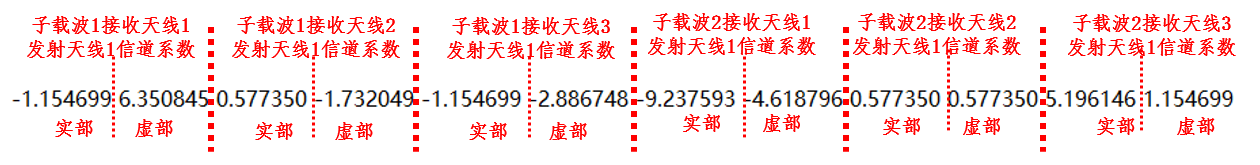 子载波1接收天线1 子载波1接收天线2 子载波1接收天线3 子载波2接收天线1 子载波2接收天线2 子载波2接收天线3
发射天线1信道系数 发射天线1信道系数 发射天线1信道系数 发射天线1信道系数 发射天线1信道系数 发射天线1信道系数
-1.154699 6.350845 0.577350 -1.732049 -1.154699 -2.886748 -9.237593 -4.618796 0.577350 0.577350 5.196146 1.154699
实部 虚部 实部 虚部 实部 虚部 实部 虚部 实部 虚部 实部 虚部